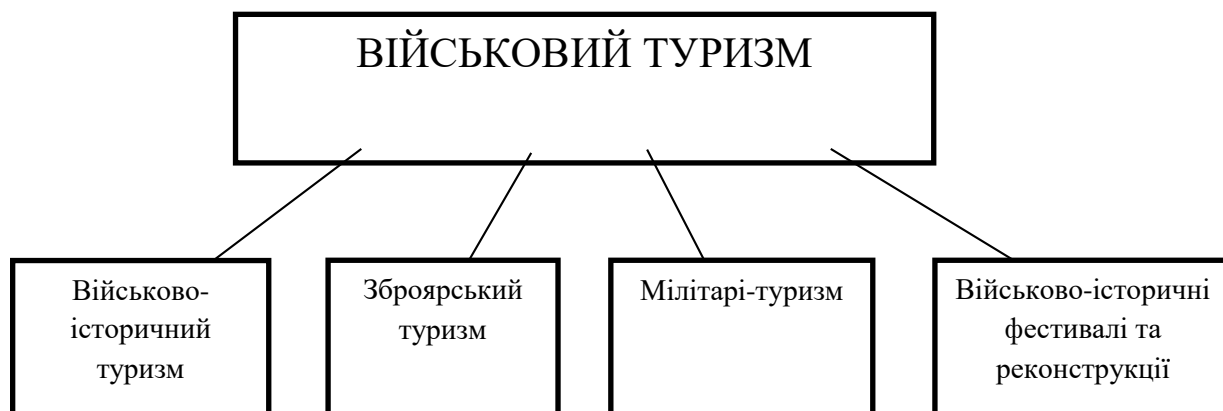 ВІЙСЬКОВИЙ ТУРИЗМ
Військово-
історичний
туризм
Зброярський
туризм
Мілітарі-туризм
Військово-історичні
фестивалі та
реконструкції